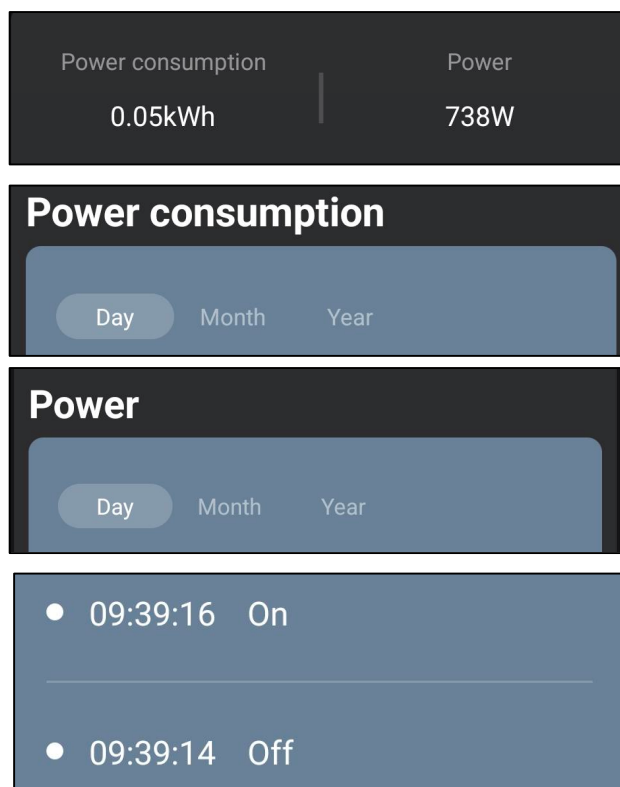 Power consumption Power
0.05kWh 738W
Power consumption
Day Month Year
Power
Day Month Year
09:39:16 On
09:39:14 Off